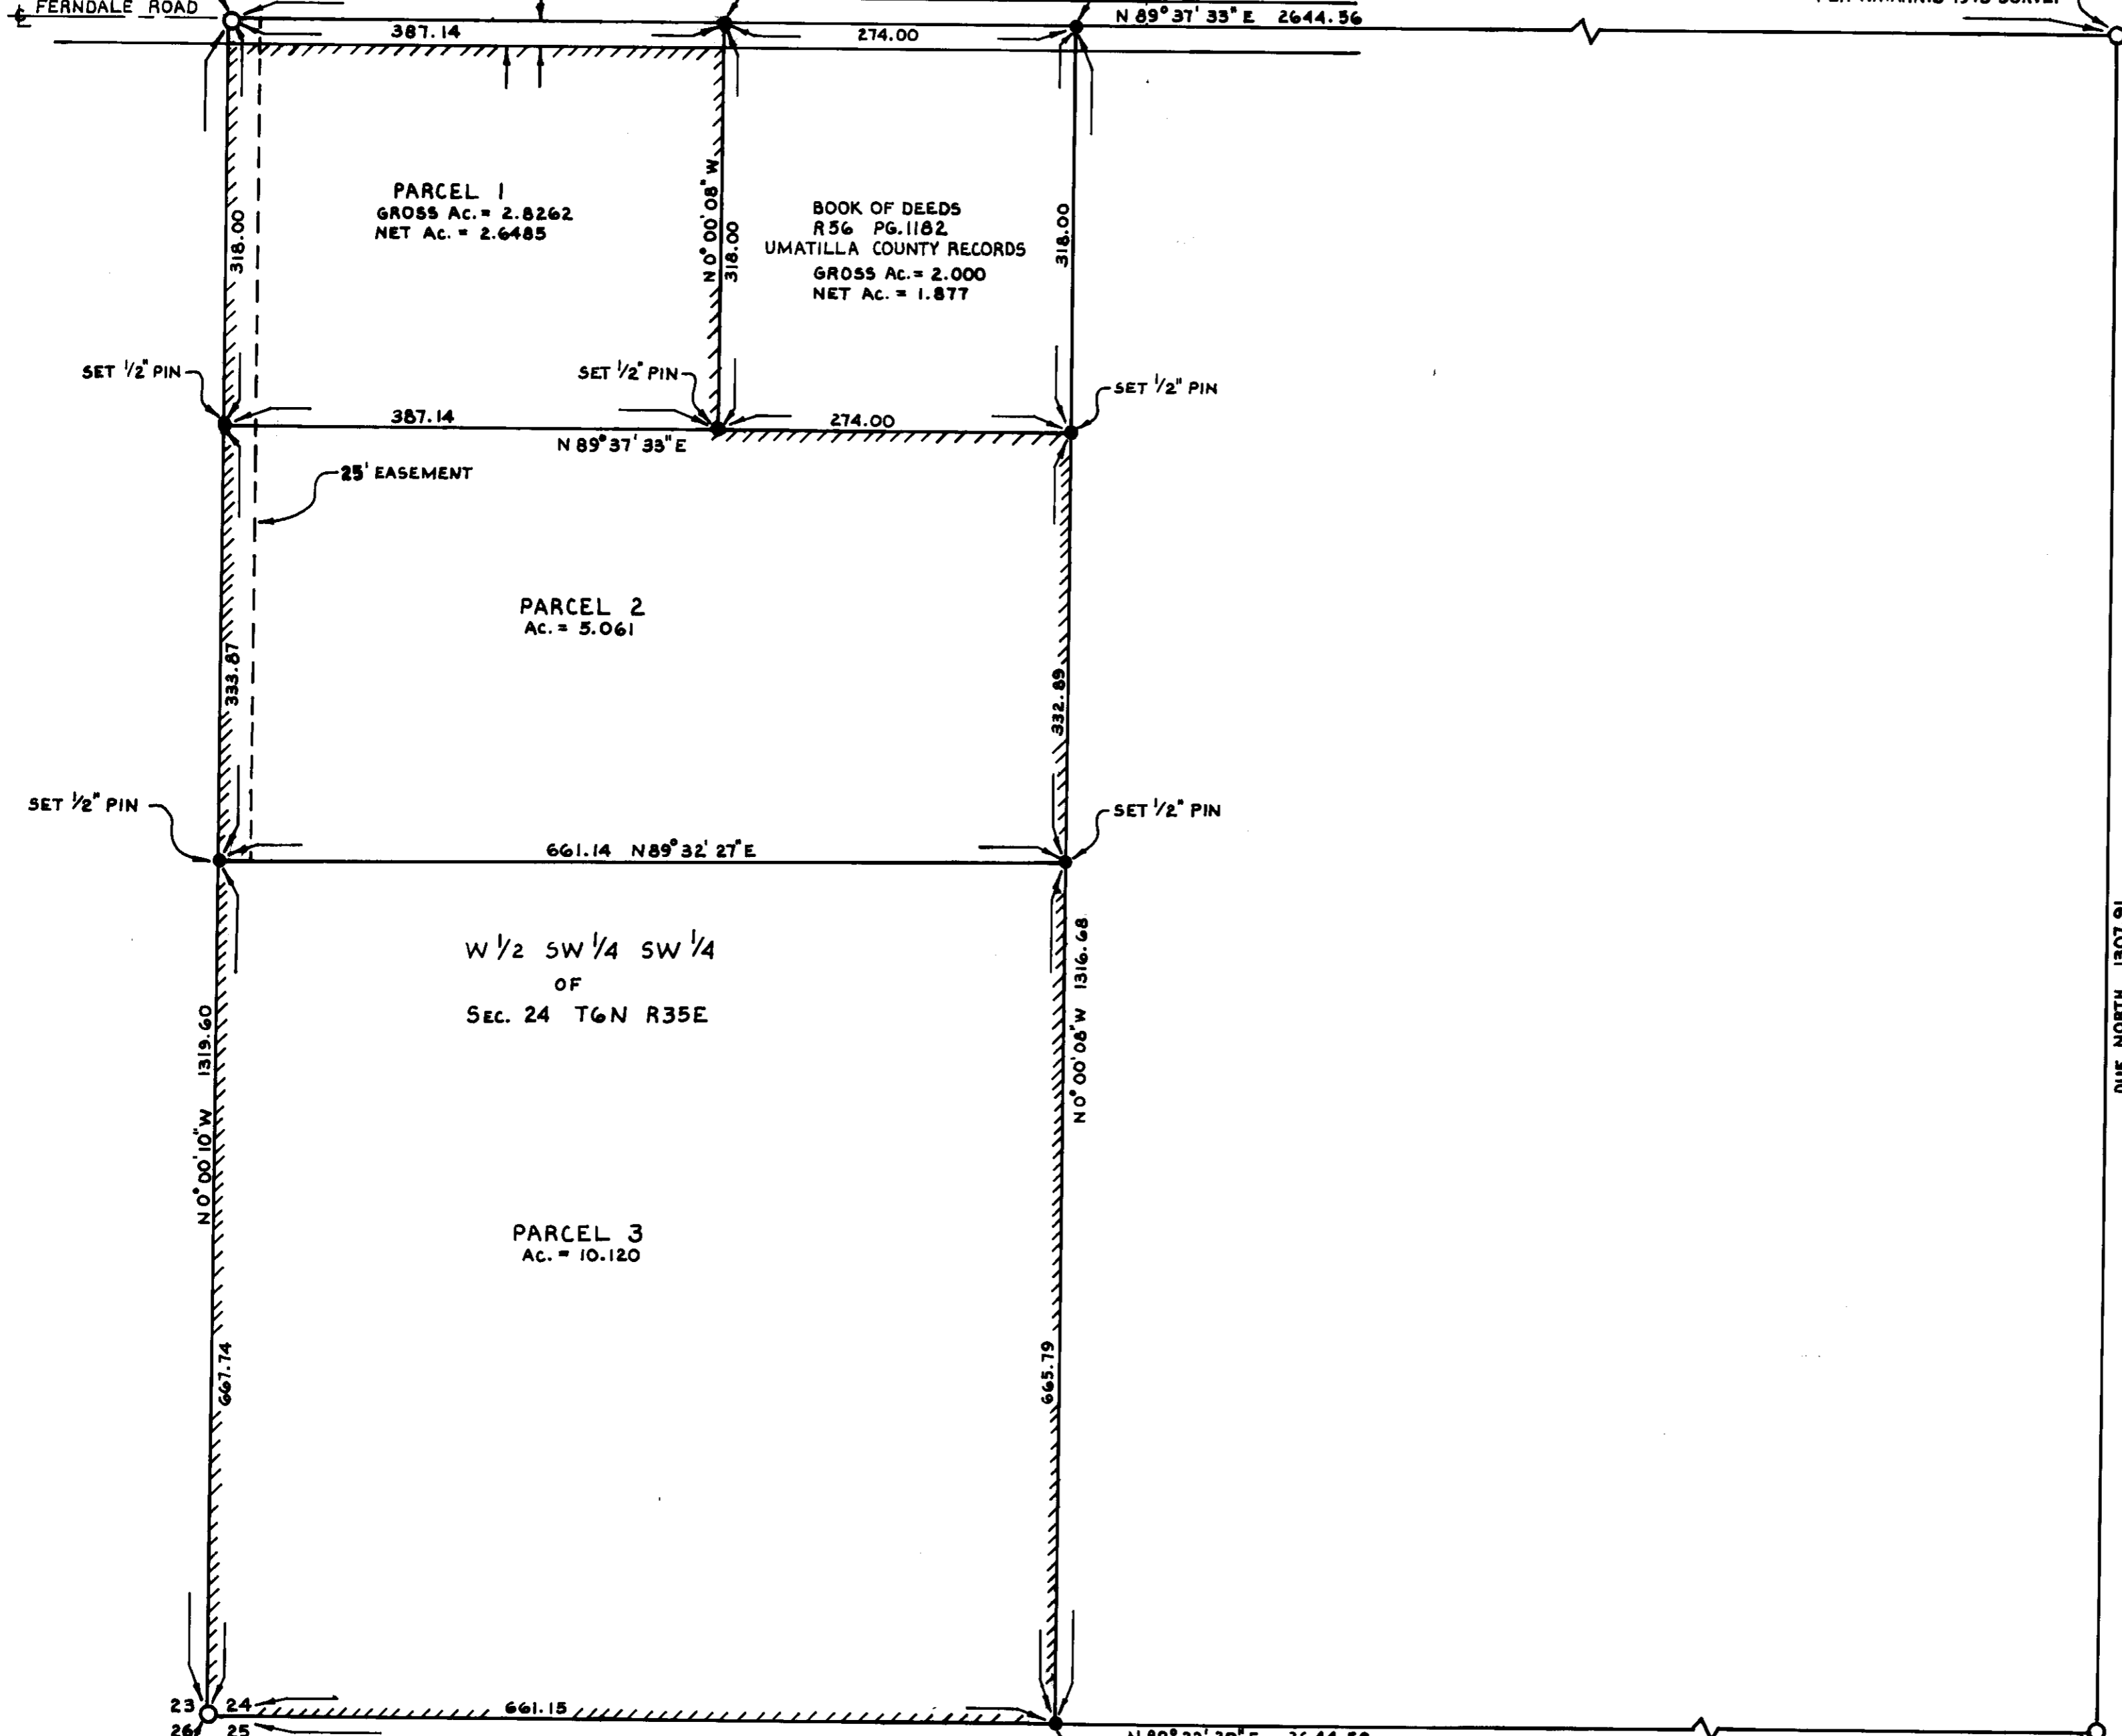 ℄ FERNDALE ROAD
N 89° 37' 33" E 2644.56
387.14
274.00
PARCEL 1
GROSS AC. = 2.8262
NET AC. = 2.6485
318.00
N 0° 00' 08" W
318.00
BOOK OF DEEDS
R56 PG. 1182
UMATILLA COUNTY RECORDS
GROSS AC. = 2.000
NET AC. = 1.877
318.00
SET 1/2" PIN
SET 1/2" PIN
SET 1/2" PIN
387.14
274.00
N 89° 37' 33" E
25' EASEMENT
PARCEL 2
AC. = 5.061
333.87
332.89
SET 1/2" PIN
SET 1/2" PIN
661.14 N 89° 32' 27" E
W 1/2 SW 1/4 SW 1/4
OF
SEC. 24 T6N R35E
N 0° 00' 10" W 1319.60
N 0° 00' 08" W 1316.68
DUE NORTH 1307.91
PARCEL 3
AC. = 10.120
667.74
665.79
23 24
26 25
661.15